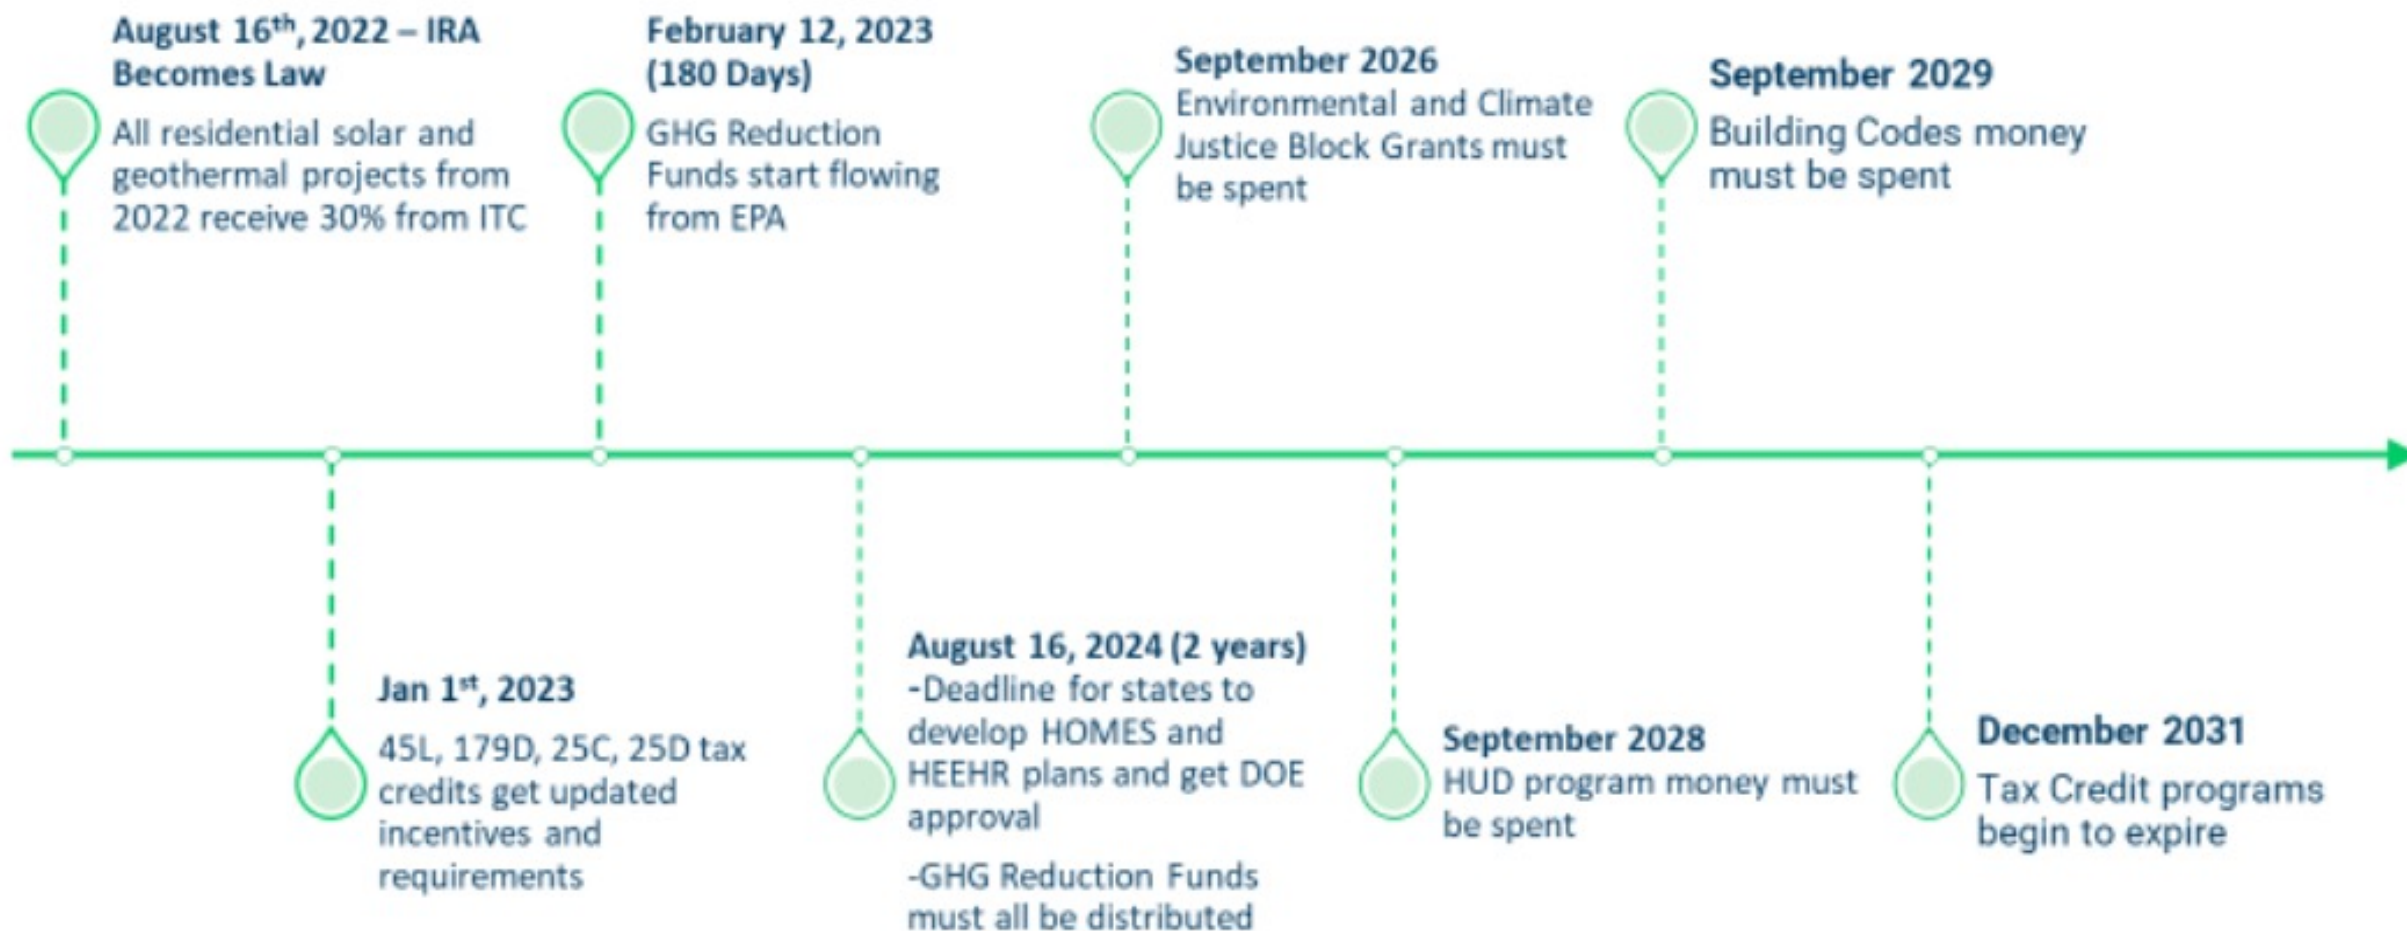 August 16th, 2022 – IRA
Becomes Law
All residential solar and
geothermal projects from
2022 receive 30% from ITC
Jan 1st, 2023
45L, 179D, 25C, 25D tax
credits get updated
incentives and
requirements
February 12, 2023
(180 Days)
GHG Reduction
Funds start flowing
from EPA
August 16, 2024 (2 years)
-Deadline for states to
develop HOMES and
HEEHR plans and get DOE
approval
-GHG Reduction Funds
must all be distributed
September 2026
Environmental and Climate
Justice Block Grants must
be spent
September 2028
HUD program money must
be spent
September 2029
Building Codes money
must be spent
December 2031
Tax Credit programs
begin to expire